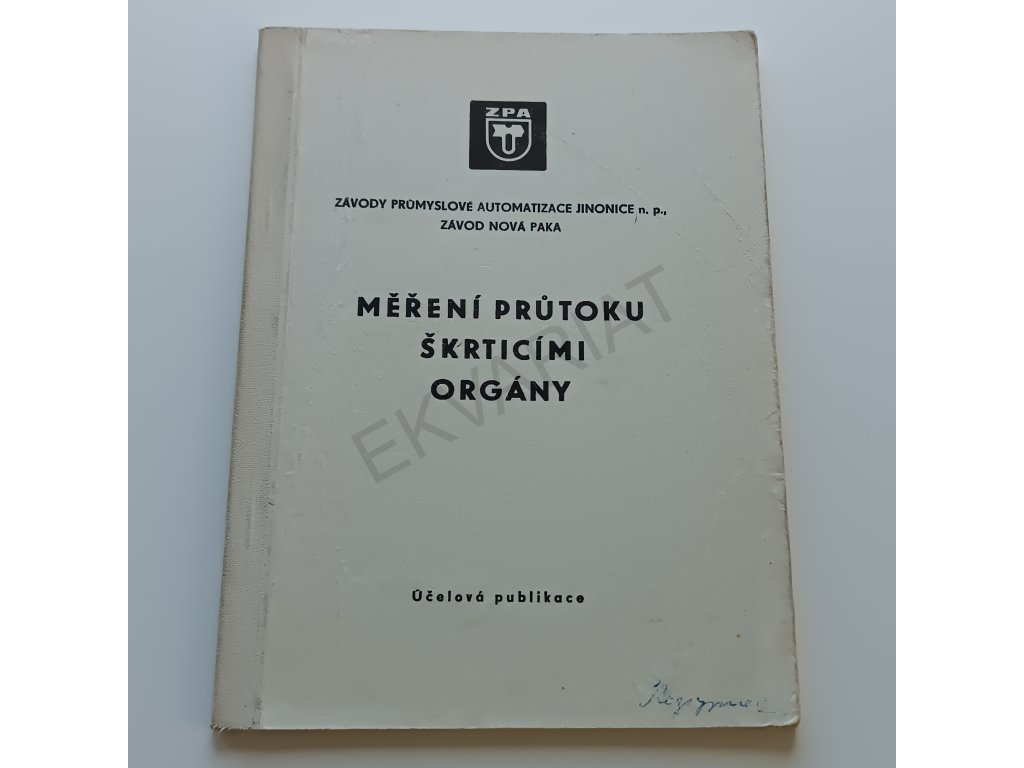 ZPA
ZÁVODY PRŮMYSLOVÉ AUTOMATIZACE JINONICE n. p.,
ZÁVOD NOVÁ PAKA
MĚŘENÍ PRŮTOKU
ŠKRTICÍMI
ORGÁNY
EKVARIAT
Účelová publikace